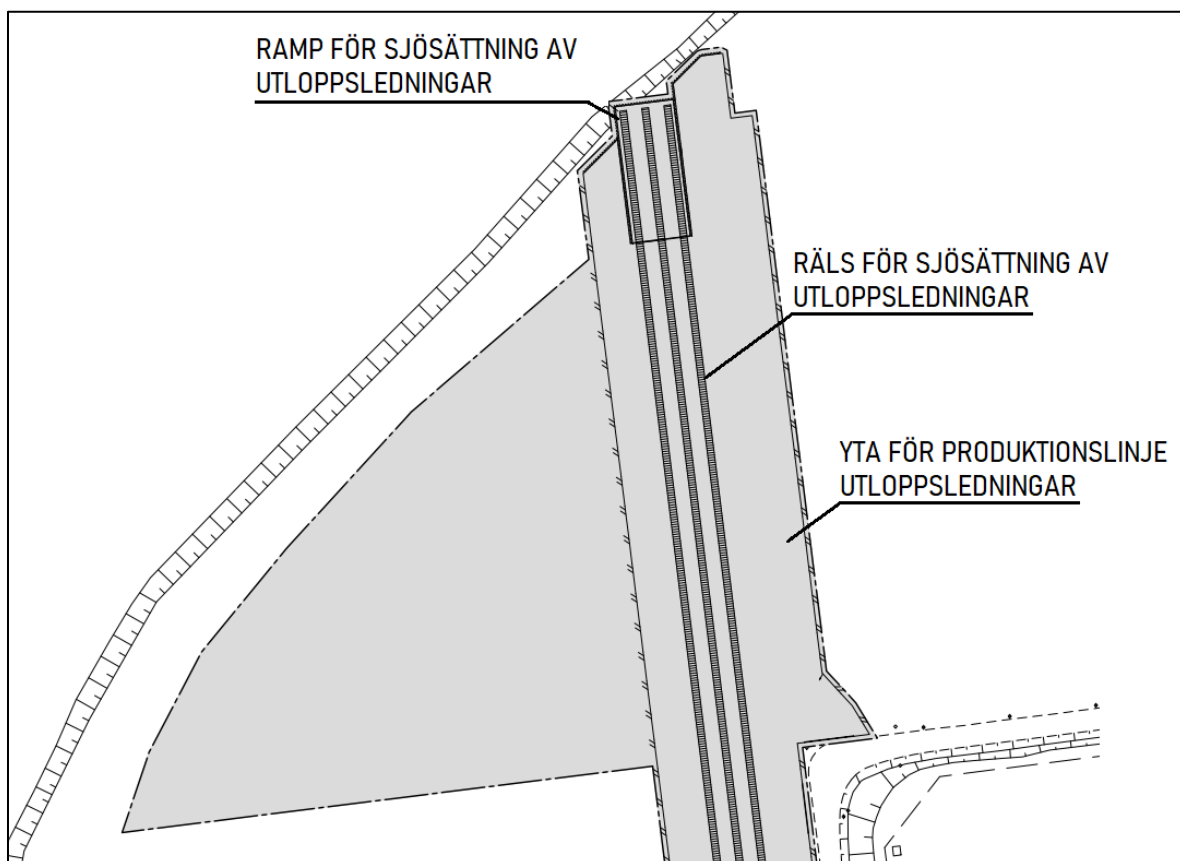 RAMP FÖR SJÖSÄTTNING AV
UTLOPPSLEDNINGAR
RÄLS FÖR SJÖSÄTTNING AV
UTLOPPSLEDNINGAR
YTA FÖR PRODUKTIONSLINJE
UTLOPPSLEDNINGAR